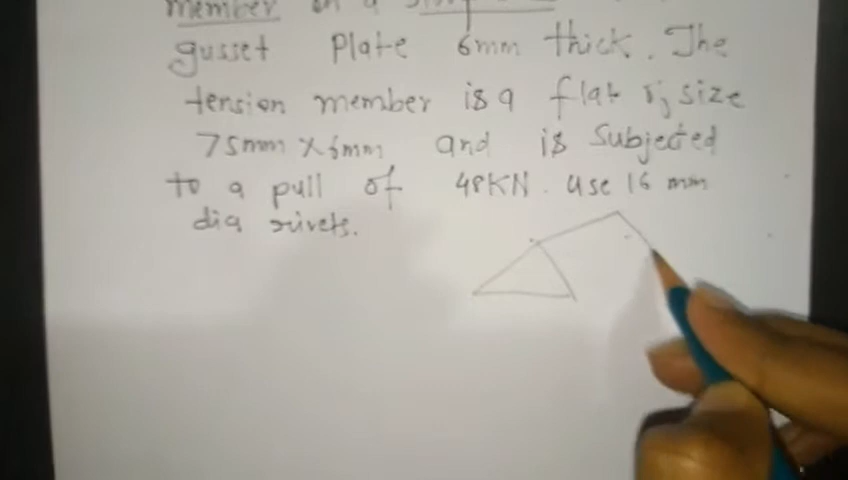 member on a
gusset Plate 6mm thick. The
tension member is a flat of size
75mm x 6mm and is Subjected
to a pull of 48KN. use 16 mm
dia rivets.